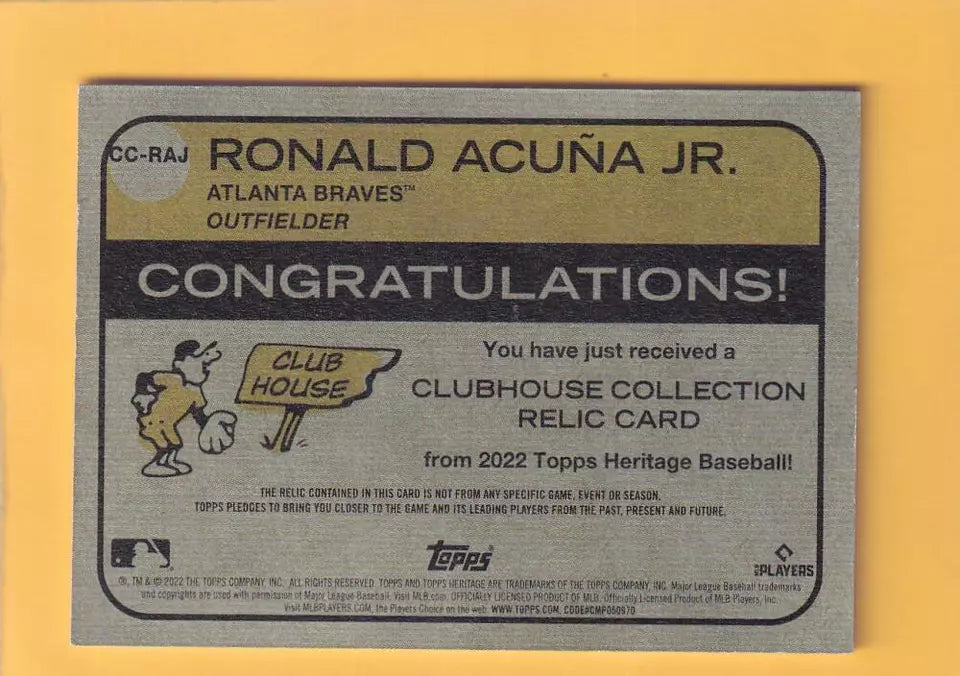 CC-RAJ
RONALD ACUÑA JR.
ATLANTA BRAVES™
OUTFIELDER
CONGRATULATIONS!
CLUB
HOUSE
You have just received a
CLUBHOUSE COLLECTION
RELIC CARD
from 2022 Topps Heritage Baseball!
THE RELIC CONTAINED IN THIS CARD IS NOT FROM ANY SPECIFIC GAME, EVENT OR SEASON.
TOPPS PLEDGES TO BRING YOU CLOSER TO THE GAME AND ITS LEADING PLAYERS FROM THE PAST, PRESENT AND FUTURE.
Topps
PLAYERS
®, TM & © 2022 THE TOPPS COMPANY, INC. ALL RIGHTS RESERVED. TOPPS AND TOPPS HERITAGE ARE TRADEMARKS OF THE TOPPS COMPANY, INC. Major League Baseball trademarks
and copyrights are used with permission of Major League Baseball. Visit MLB.com. OFFICIALLY LICENSED PRODUCT OF MLB. Officially Licensed Product of MLB Players, Inc.
Visit MLBPLAYERS.COM, the Players Choice on the web. WWW.TOPPS.COM. CODE#CMP060970